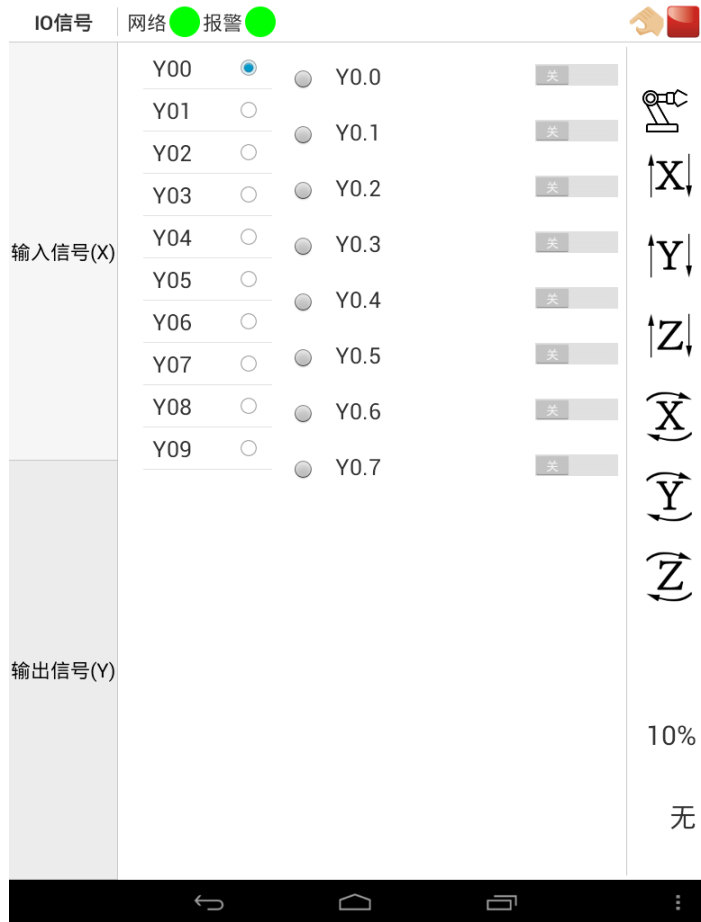 IO信号 网络 报警
输入信号(X)
输出信号(Y)
Y00
Y01
Y02
Y03
Y04
Y05
Y06
Y07
Y08
Y09
Y0.0 关
Y0.1 关
Y0.2 关
Y0.3 关
Y0.4 关
Y0.5 关
Y0.6 关
Y0.7 关
X
Y
Z
X
Y
Z
10%
无